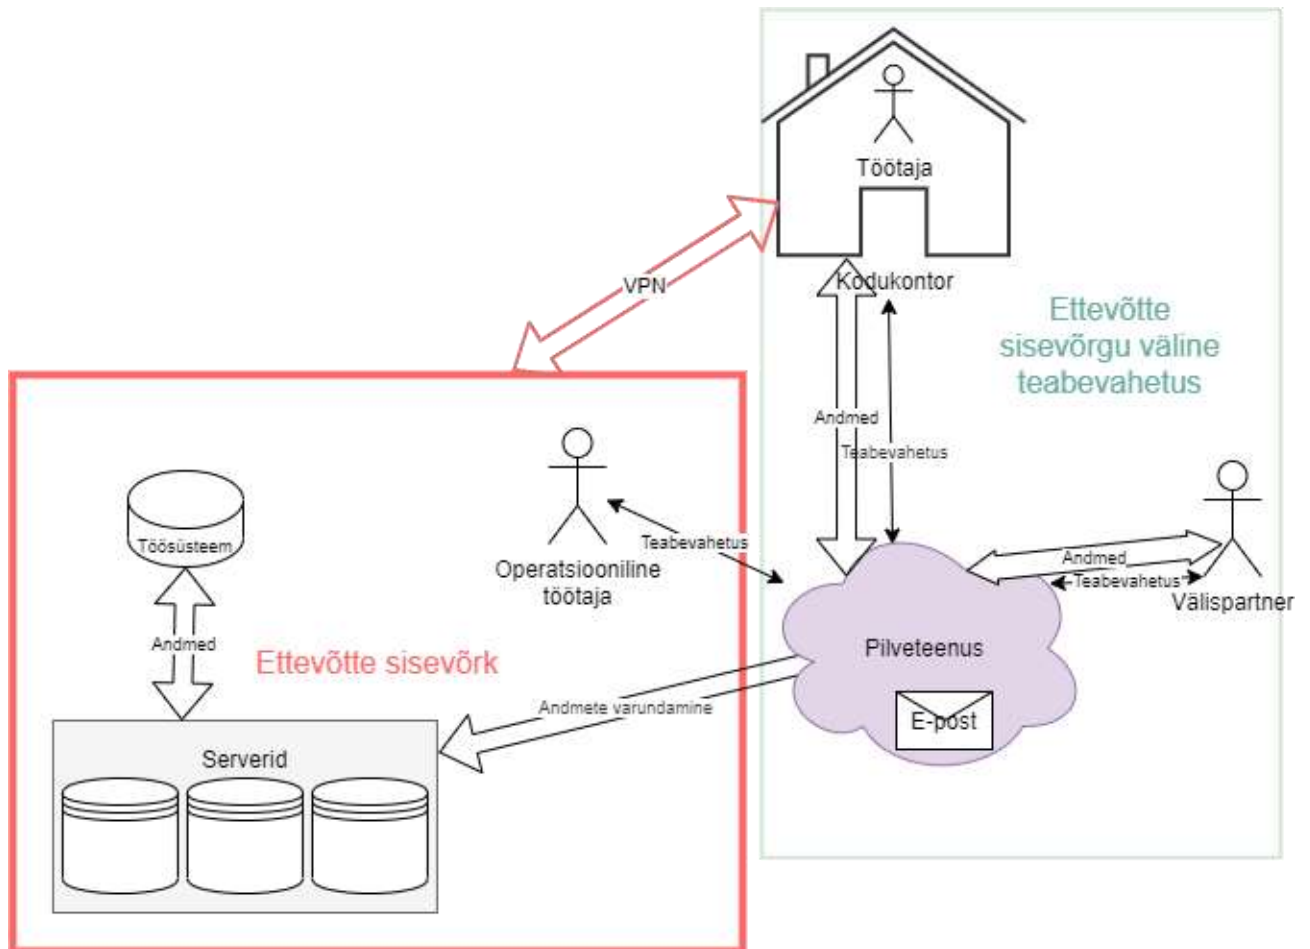 Töötaja
Kodukontor
VPN
Ettevõtte
sisevõrgu väline
teabevahetus
Andmed
Teabevahetus
Töösüsteem
Teabevahetus
Operatsiooniline
töötaja
Andmed
Teabevahetus
Välispartner
Andmed
Ettevõtte sisevõrk
Pilveteenus
Andmete varundamine
E-post
Serverid